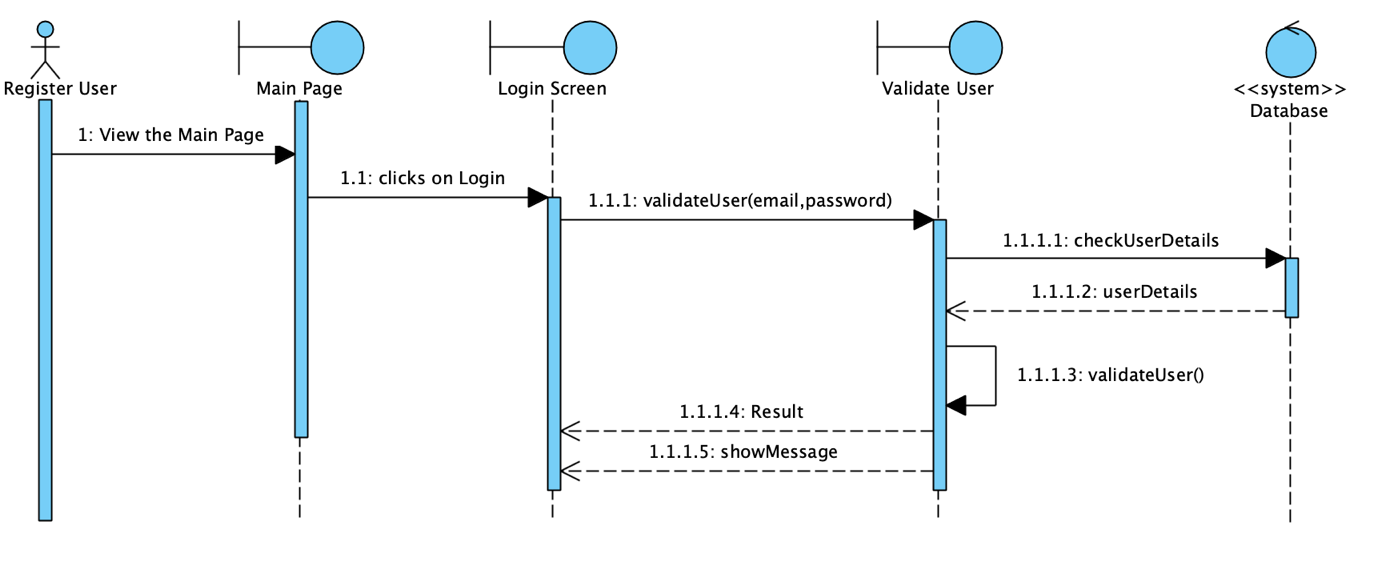 Register User
Main Page
Login Screen
Validate User
<<system>>
Database
1: View the Main Page
1.1: clicks on Login
1.1.1: validateUser(email,password)
1.1.1.1: checkUserDetails
1.1.1.2: userDetails
1.1.1.3: validateUser()
1.1.1.4: Result
1.1.1.5: showMessage